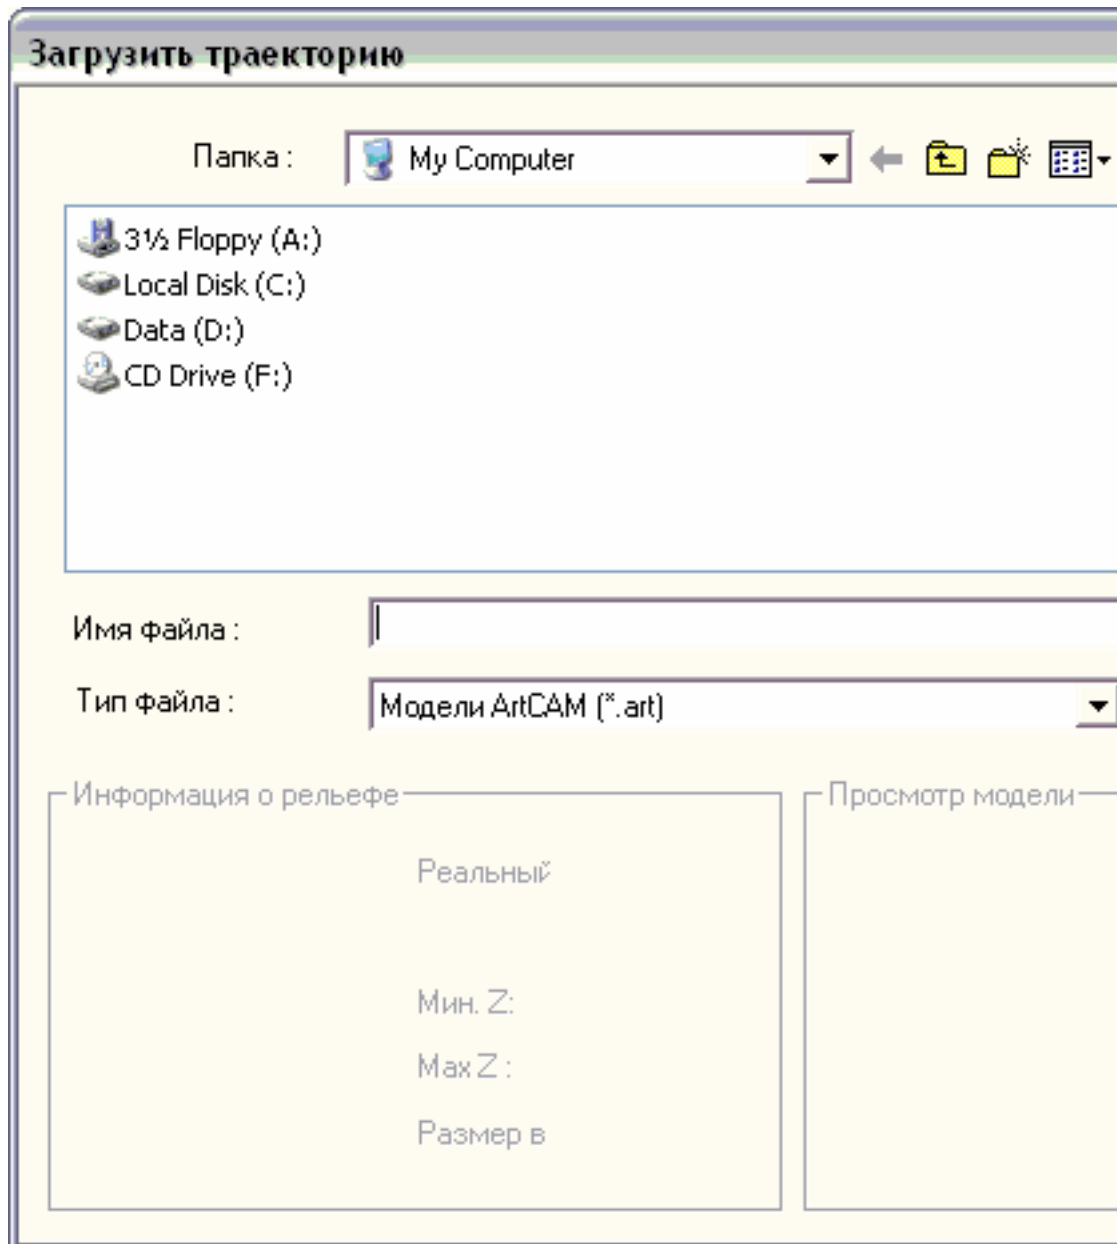 Загрузить траекторию
Папка :
My Computer
3½ Floppy (A:)
Local Disk (C:)
Data (D:)
CD Drive (F:)
Имя файла :
Тип файла :
Модели ArtCAM (*.art)
Информация о рельефе
Просмотр модели
Реальный
Мин. Z:
Max Z :
Размер в